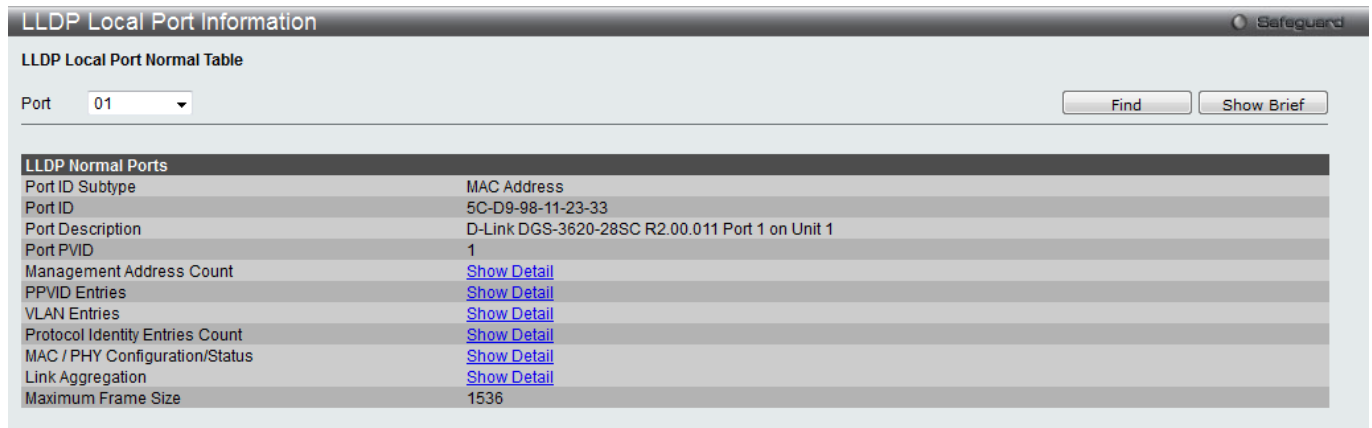 LLDP Local Port Information Safeguard
LLDP Local Port Normal Table
Port 01 Find Show Brief
LLDP Normal Ports
Port ID Subtype MAC Address
Port ID 5C-D9-98-11-23-33
Port Description D-Link DGS-3620-28SC R2.00.011 Port 1 on Unit 1
Port PVID 1
Management Address Count Show Detail
PPVID Entries Show Detail
VLAN Entries Show Detail
Protocol Identity Entries Count Show Detail
MAC / PHY Configuration/Status Show Detail
Link Aggregation Show Detail
Maximum Frame Size 1536